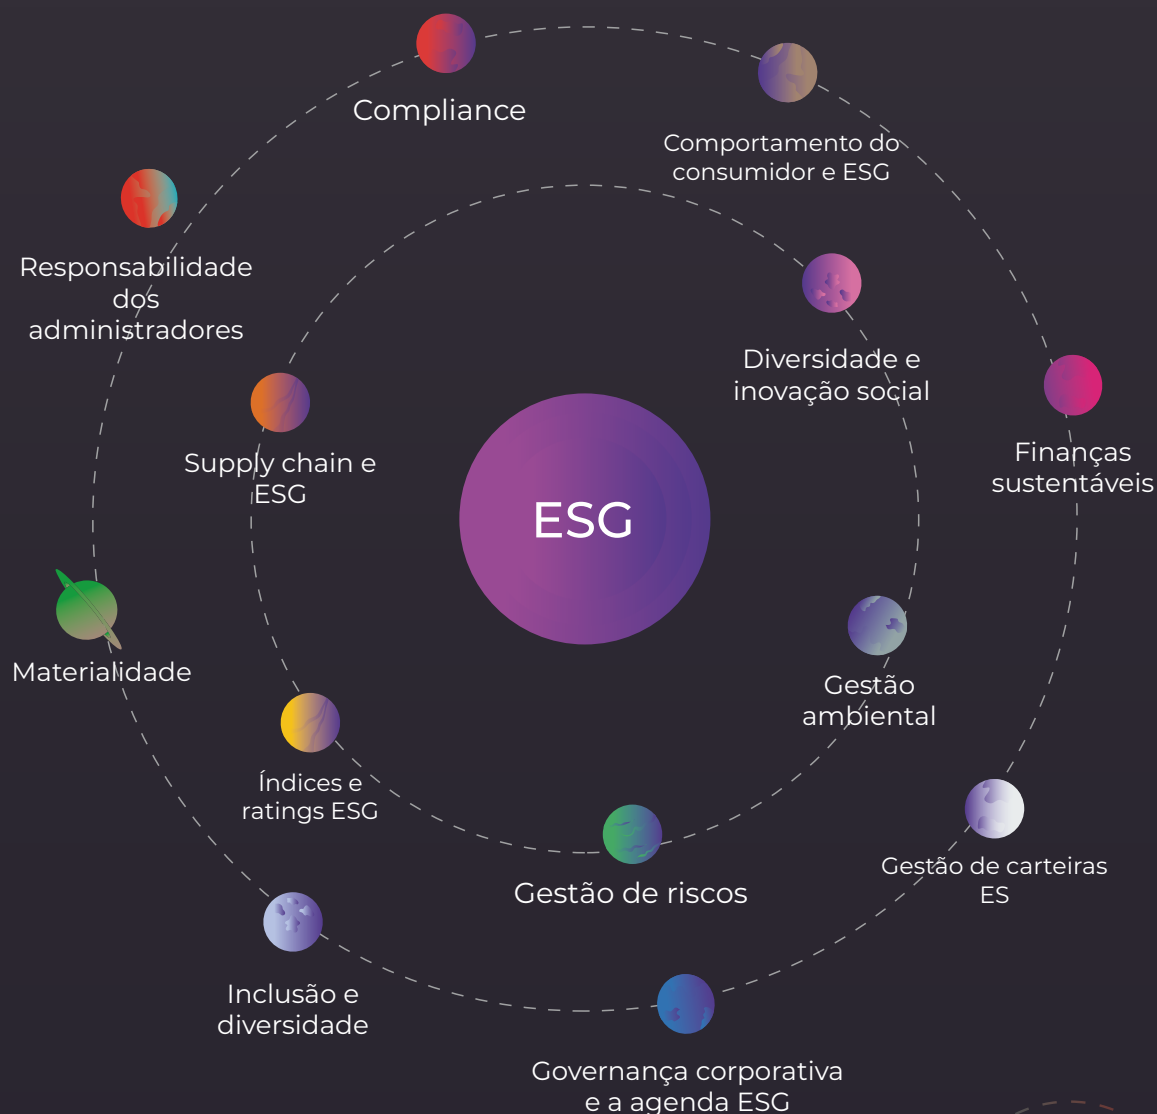 Compliance
Comportamento do
consumidor e ESG
Responsabilidade
dos
administradores
Diversidade e
inovação social
Supply chain e
ESG
Finanças
sustentáveis
ESG
Materialidade
Gestão
ambiental
Índices e
ratings ESG
Gestão de riscos
Gestão de carteiras
ES
Inclusão e
diversidade
Governança corporativa
e a agenda ESG